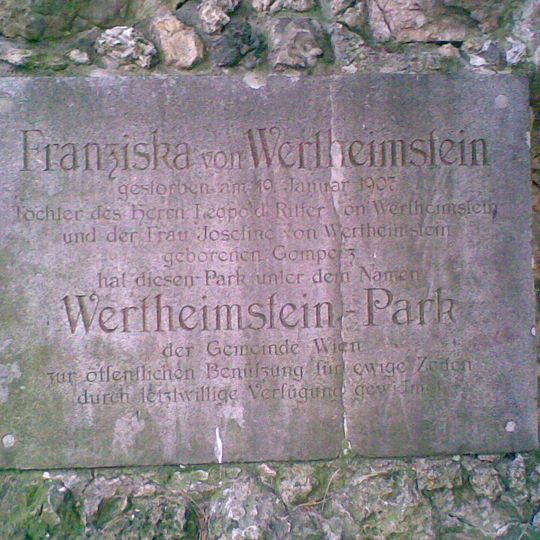 Franziska von Wertheimstein
gestorben am 19. Januar 1907
Tochter des Herrn Leopold Ritter von Wertheimstein
und der Frau Josefine von Wertheimstein
geborenen Gomperz
hat diesen Park unter dem Namen
Wertheimstein-Park
der Gemeinde Wien
zur öffentlichen Benützung für ewige Zeiten
durch letztwillige Verfügung gewidmet